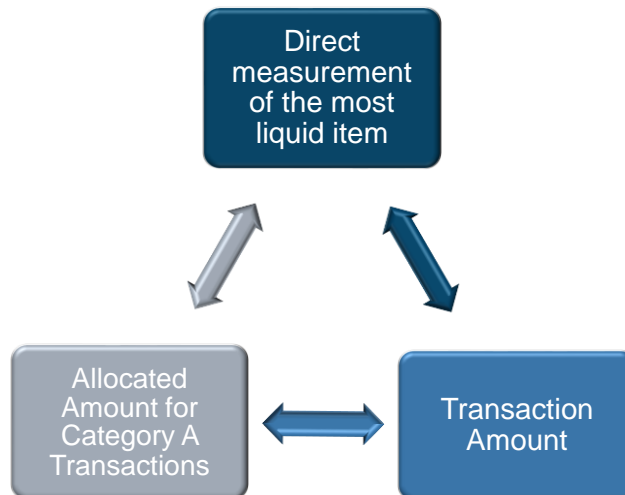 Direct
measurement
of the most
liquid item
Allocated
Amount for
Category A
Transactions
Transaction
Amount